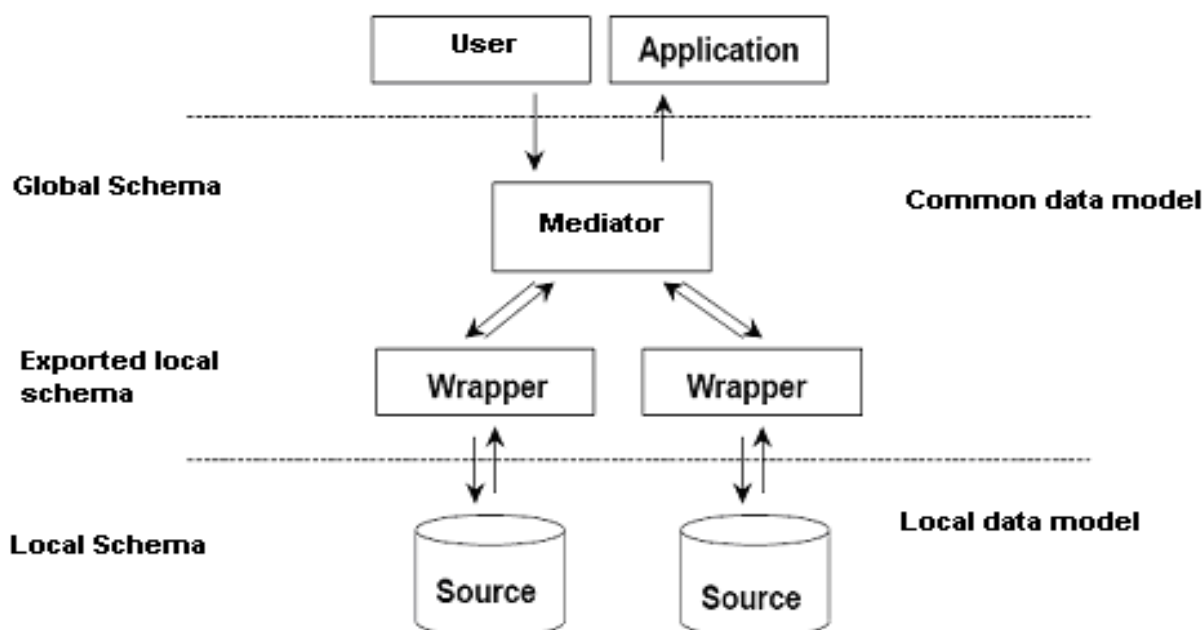 User
Application
Global Schema
Common data model
Mediator
Exported local
schema
Wrapper
Wrapper
Local Schema
Local data model
Source
Source